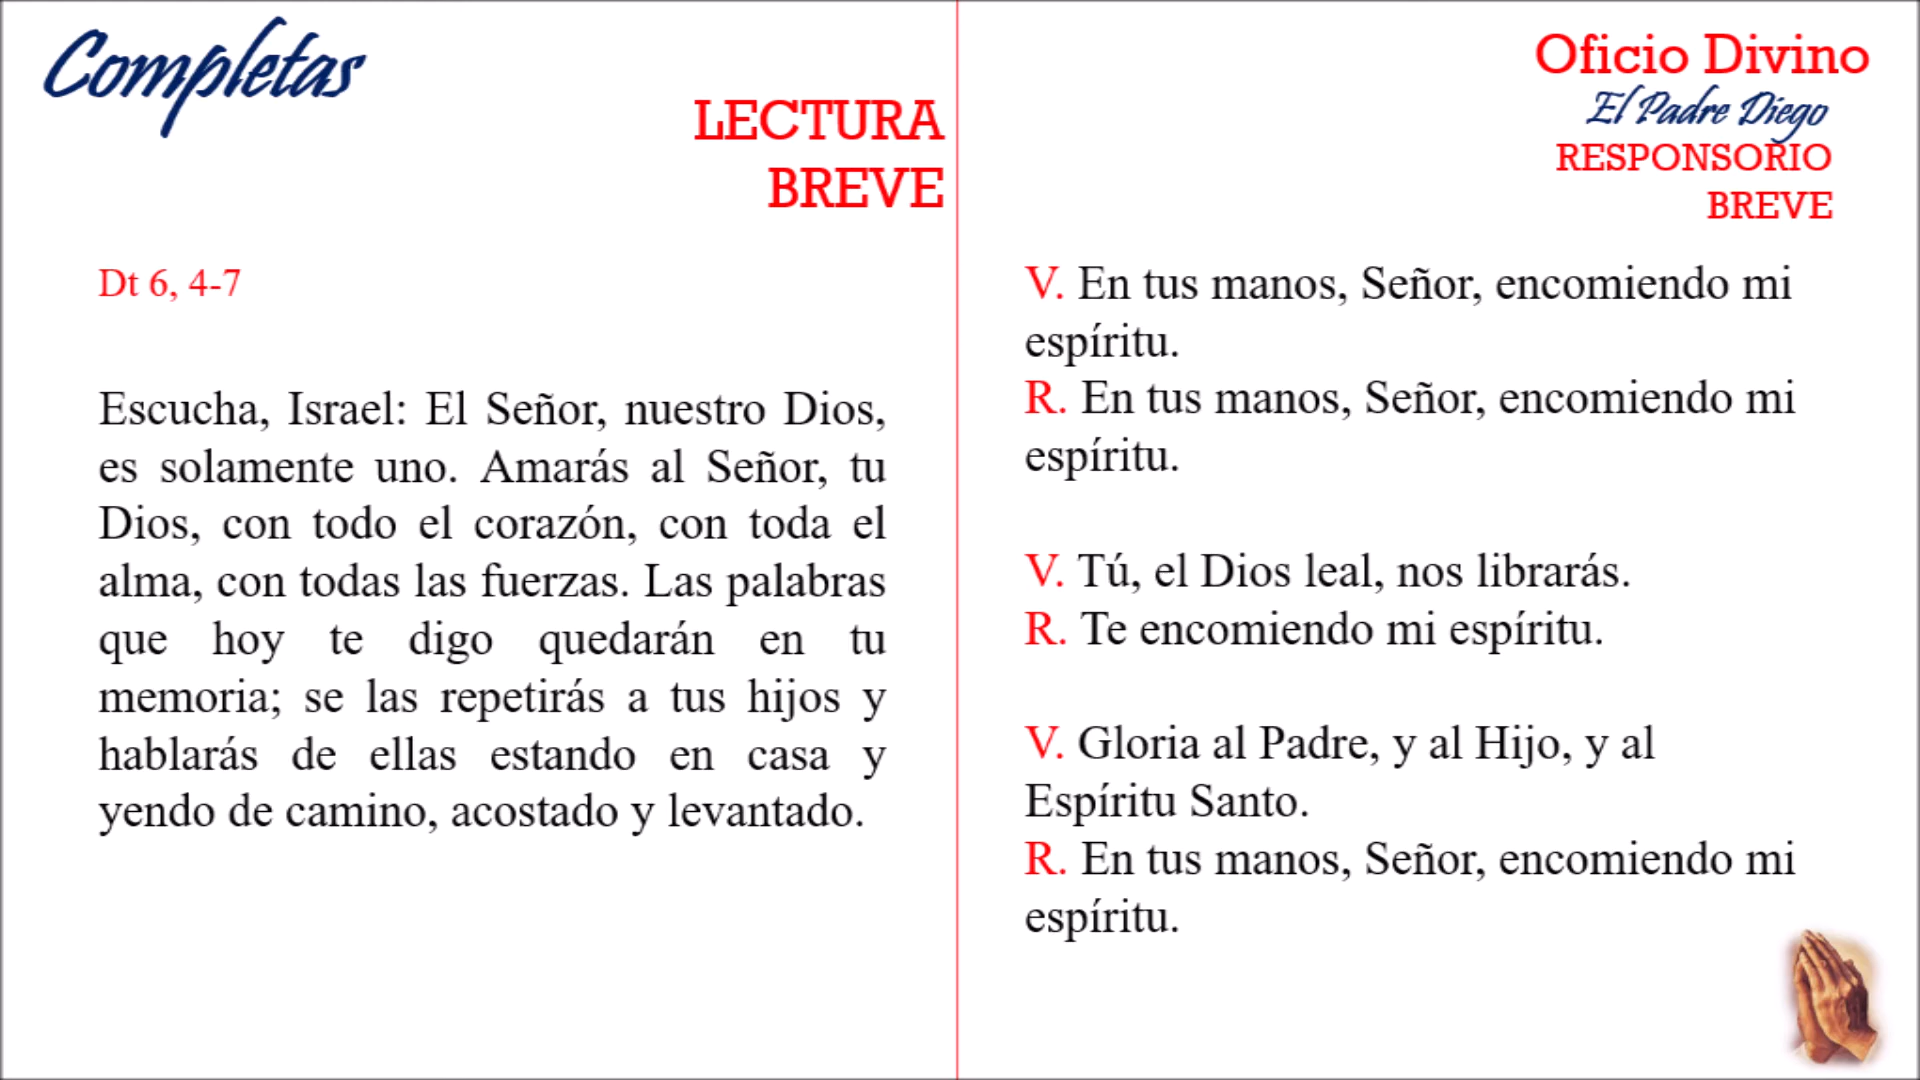 Completas
LECTURA
BREVE
Dt 6, 4-7
Escucha, Israel: El Señor, nuestro Dios,
es solamente uno. Amarás al Señor, tu
Dios, con todo el corazón, con toda el
alma, con todas las fuerzas. Las palabras
que hoy te digo quedarán en tu
memoria; se las repetirás a tus hijos y
hablarás de ellas estando en casa y
yendo de camino, acostado y levantado.
Oficio Divino
El Padre Diego
RESPONSORIO
BREVE
V. En tus manos, Señor, encomiendo mi
espíritu.
R. En tus manos, Señor, encomiendo mi
espíritu.
V. Tú, el Dios leal, nos librarás.
R. Te encomiendo mi espíritu.
V. Gloria al Padre, y al Hijo, y al
Espíritu Santo.
R. En tus manos, Señor, encomiendo mi
espíritu.